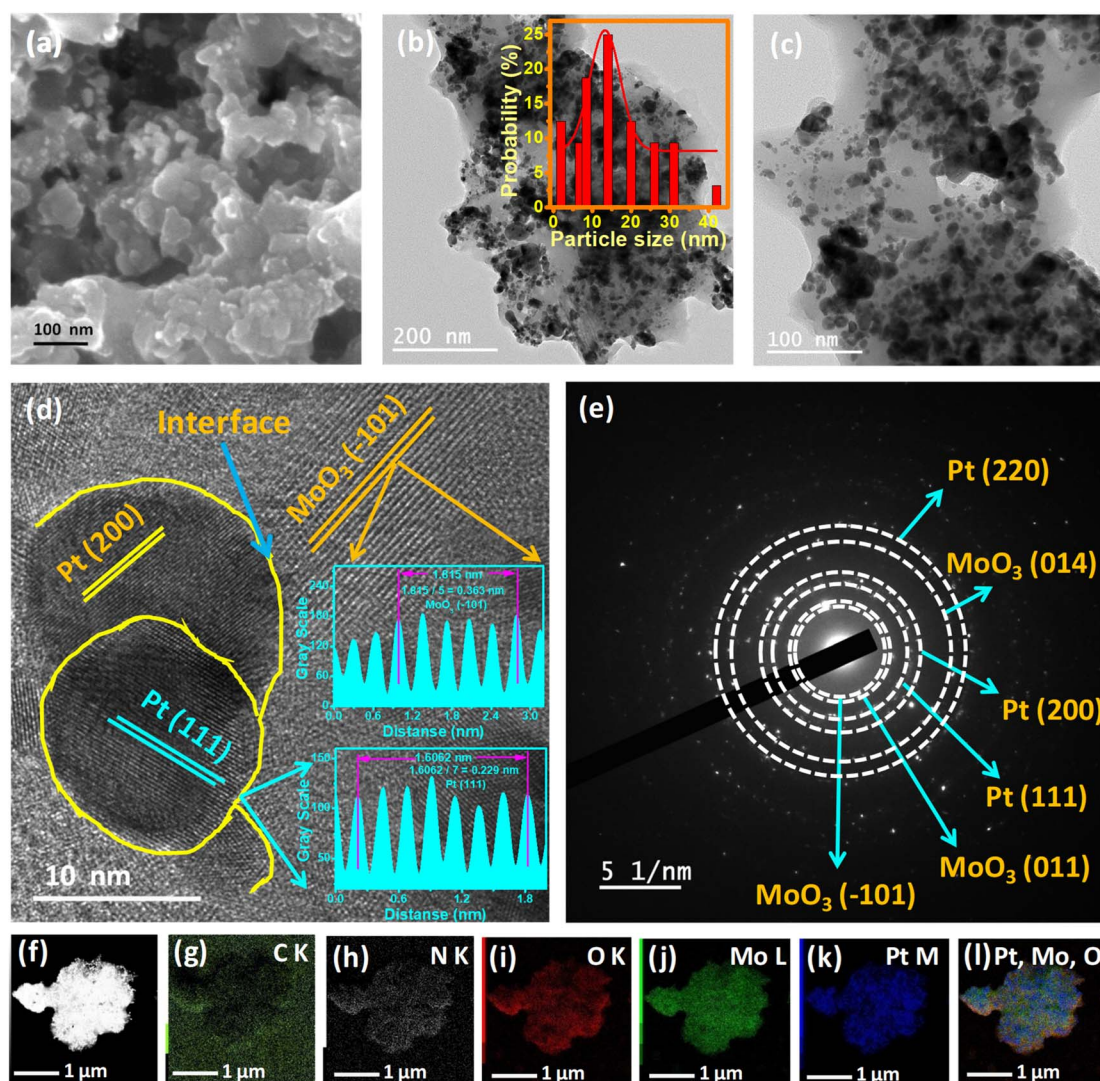 (a)
100 nm
(b)
Probability (%)
25
20
15
10
5
0
0 10 20 30 40
Particle size (nm)
200 nm
(c)
100 nm
(d)
Interface
MoO₃ (-101)
Pt (200)
Pt (111)
10 nm
Gray Scale
240
180
120
60
0
1.815 nm
1.815 / 5 = 0.363 nm
MoO₃ (-101)
0.0 0.6 1.2 1.8 2.4 3.0
Distanse (nm)
Gray Scale
150
100
50
1.6062 nm
1.6062 / 7 = 0.229 nm
Pt (111)
0.0 0.6 1.2 1.8
Distanse (nm)
(e)
Pt (220)
MoO₃ (014)
Pt (200)
Pt (111)
MoO₃ (011)
MoO₃ (-101)
5 1/nm
(f)
1 μm
(g) C K
1 μm
(h) N K
1 μm
(i) O K
1 μm
(j) Mo L
1 μm
(k) Pt M
1 μm
(l) Pt, Mo, O
1 μm